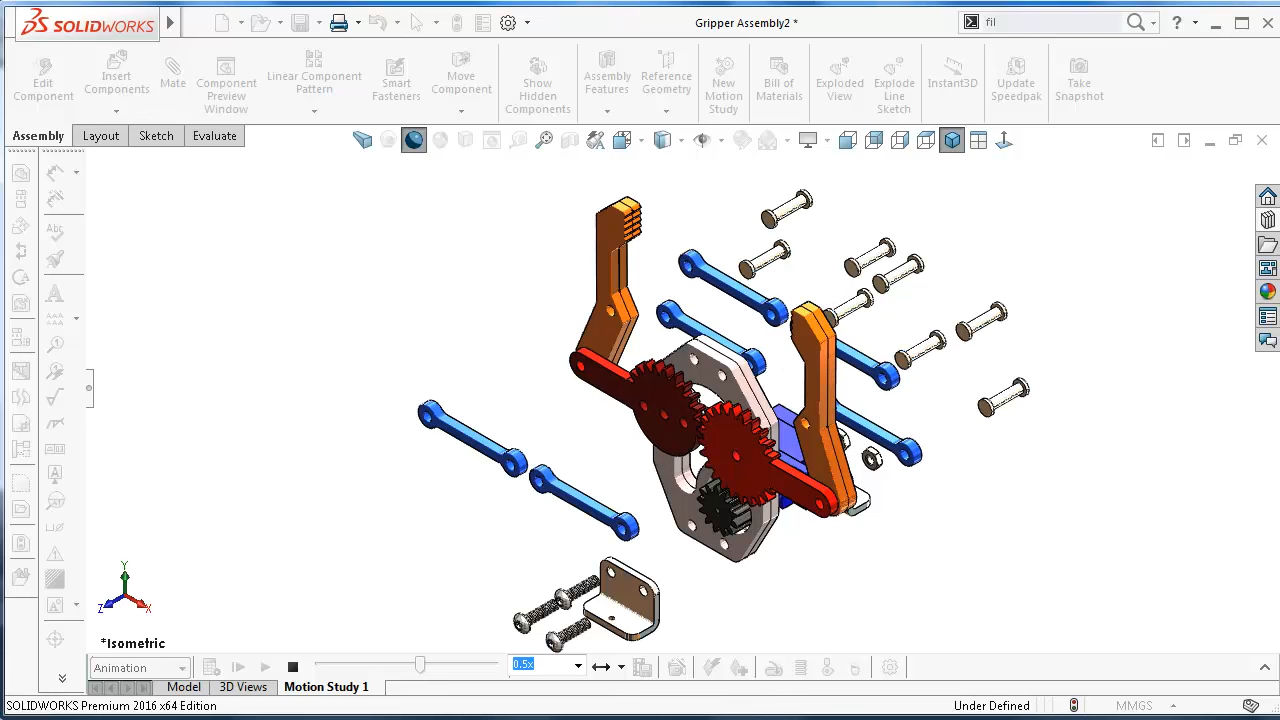 SOLIDWORKS
Gripper Assembly2 *
fil
?
Edit
Component
Insert
Components
Mate
Component
Preview
Window
Linear Component
Pattern
Smart
Fasteners
Move
Component
Show
Hidden
Components
Assembly
Features
Reference
Geometry
New
Motion
Study
Bill of
Materials
Exploded
View
Explode
Line
Sketch
Instant3D
Update
Speedpak
Take
Snapshot
Assembly
Layout
Sketch
Evaluate
Abc
A
Y
Z
X
*Isometric
Animation
0.5x
Model
3D Views
Motion Study 1
SOLIDWORKS Premium 2016 x64 Edition
Under Defined
MMGS